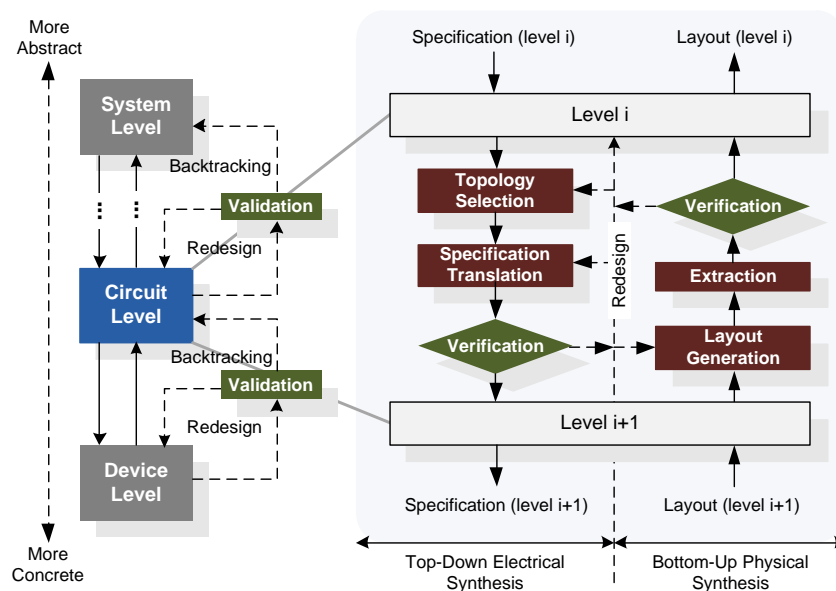 More
Abstract
System
Level
Backtracking
Validation
Redesign
Circuit
Level
Backtracking
Validation
Redesign
Device
Level
More
Concrete
Specification (level i)
Layout (level i)
Level i
Topology
Selection
Verification
Specification
Translation
Redesign
Extraction
Verification
Layout
Generation
Level i+1
Specification (level i+1)
Layout (level i+1)
Top-Down Electrical
Synthesis
Bottom-Up Physical
Synthesis